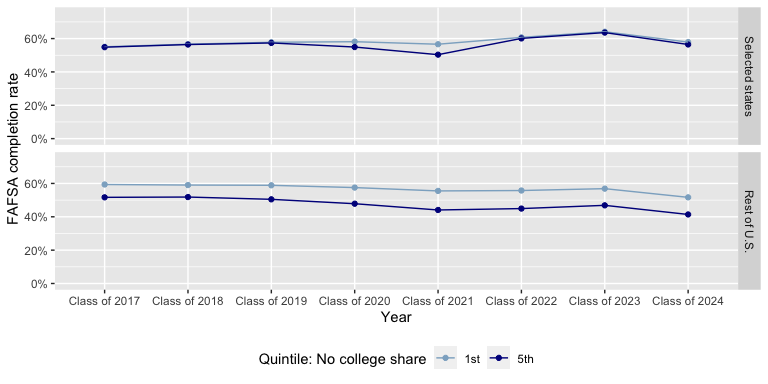 FAFSA completion rate
60%
40%
20%
0%
Selected states
60%
40%
20%
0%
Rest of U.S.
Class of 2017 Class of 2018 Class of 2019 Class of 2020 Class of 2021 Class of 2022 Class of 2023 Class of 2024
Year
Quintile: No college share 1st 5th